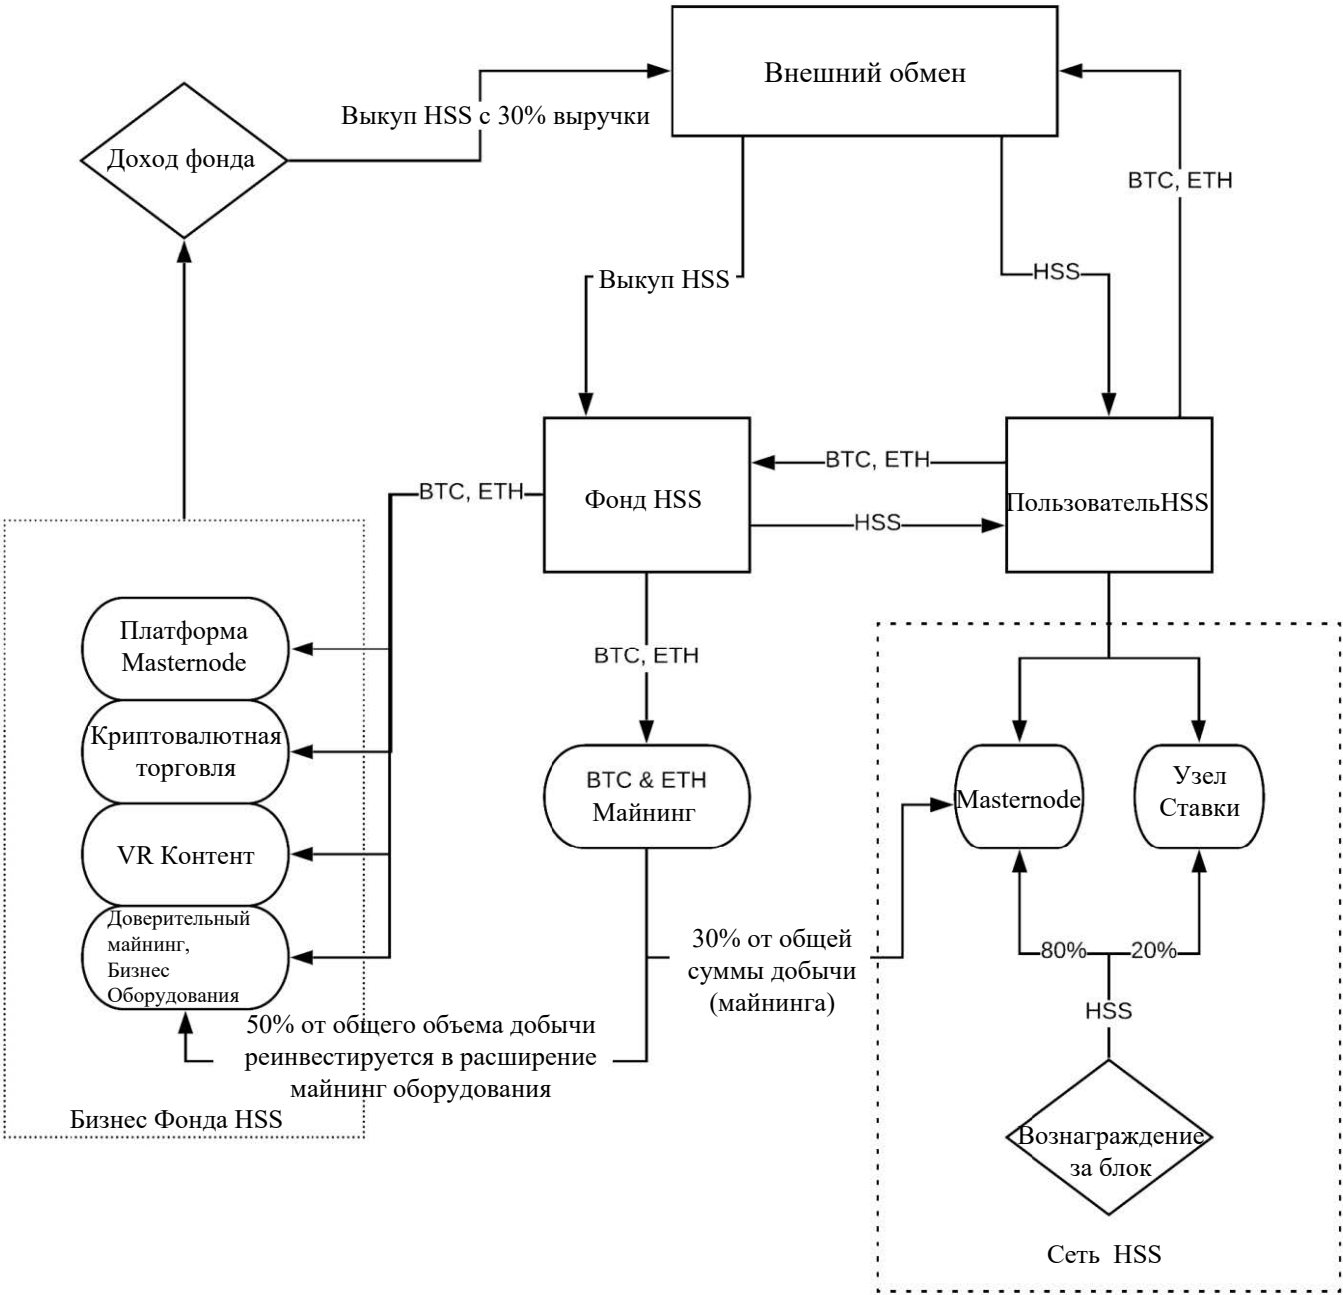 Внешний обмен
Выкуп HSS с 30% выручки
Доход фонда
BTC, ETH
Выкуп HSS
HSS
BTC, ETH
BTC, ETH
Фонд HSS
ПользовательHSS
HSS
Платформа
Masternode
BTC, ETH
Криптовалютная
торговля
BTC & ETH
Майнинг
Masternode
Узел
Ставки
VR Контент
Доверительный
майнинг,
Бизнес
Оборудования
30% от общей
суммы добычи
(майнинга)
80%
20%
HSS
50% от общего объема добычи
реинвестируется в расширение
майнинг оборудования
Бизнес Фонда HSS
Вознаграждение
за блок
Сеть HSS